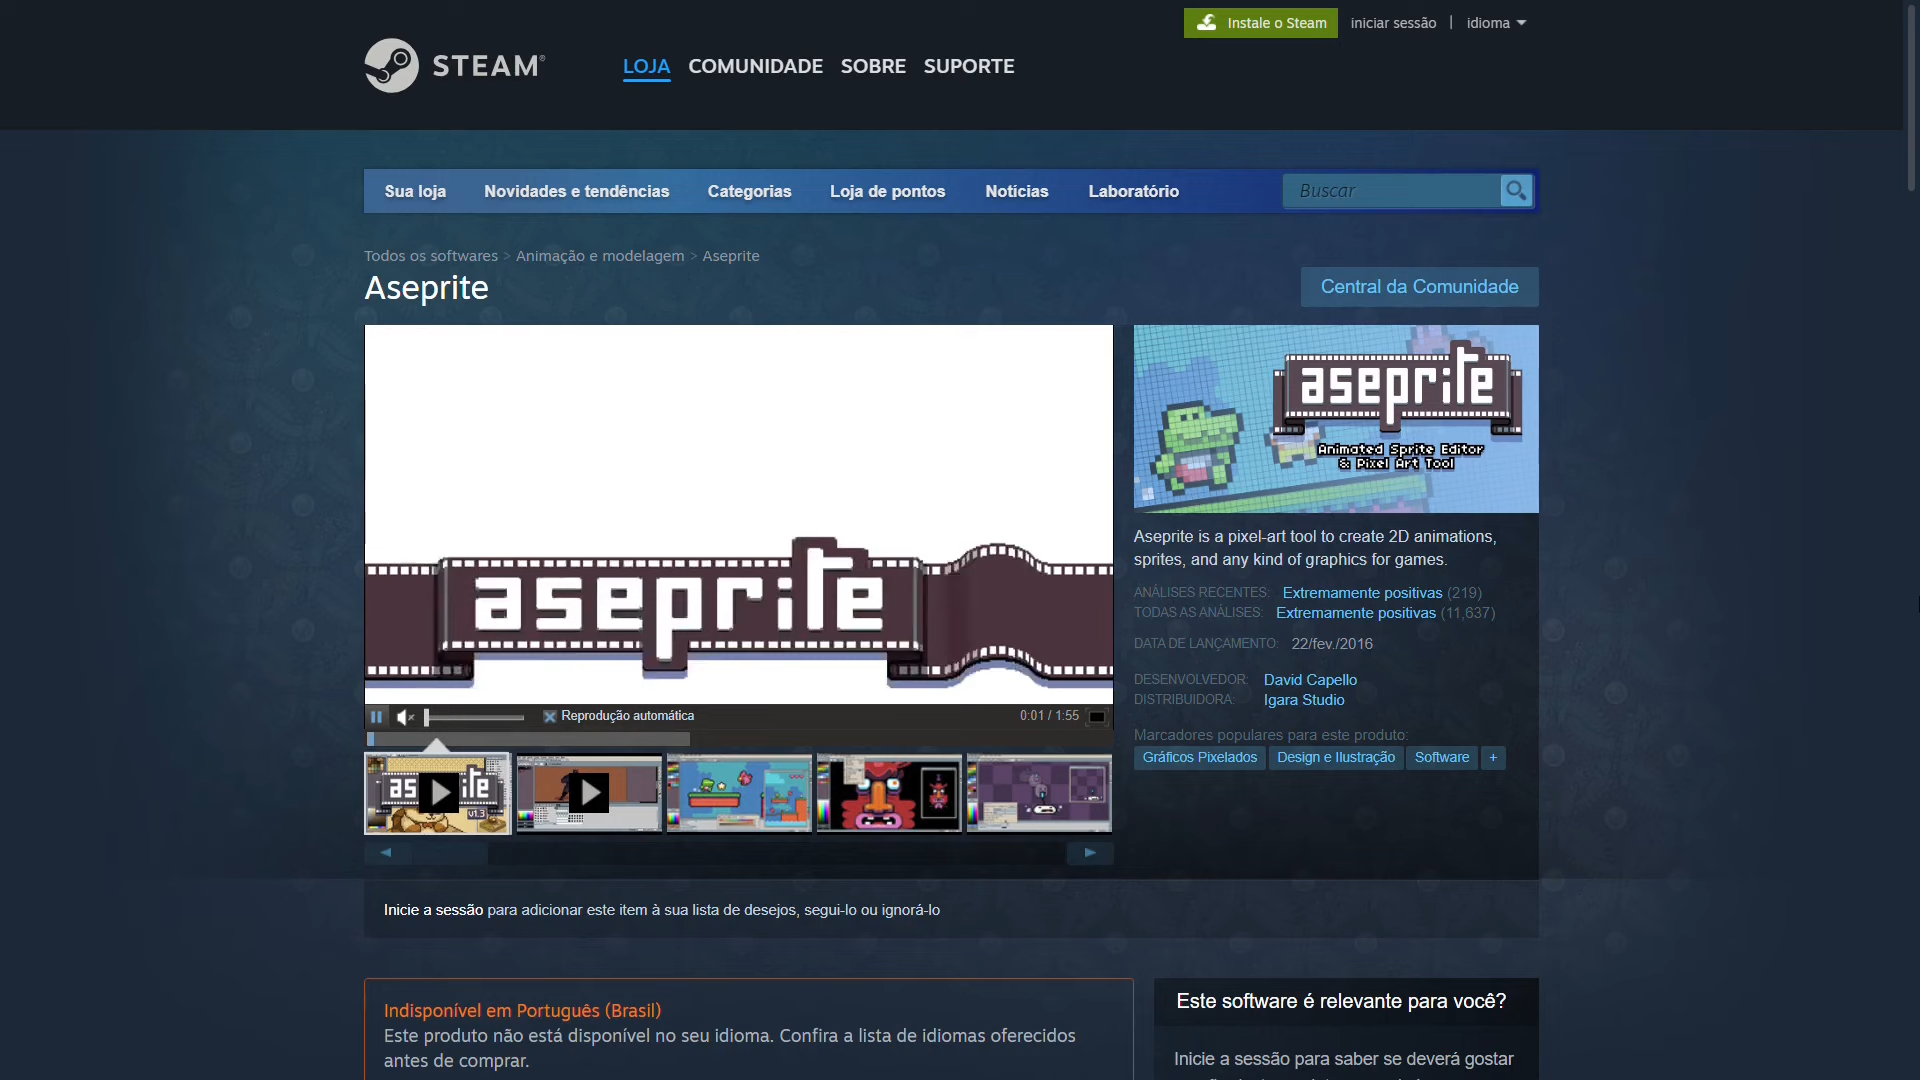 Instale o Steam
iniciar sessão | idioma
STEAM®
LOJA COMUNIDADE SOBRE SUPORTE
Sua loja Novidades e tendências Categorias Loja de pontos Notícias Laboratório Buscar
Todos os softwares > Animação e modelagem > Aseprite
Aseprite
Central da Comunidade
aseprite
aseprite
Animated Sprite Editor
& Pixel Art Tool
Aseprite is a pixel-art tool to create 2D animations,
sprites, and any kind of graphics for games.
ANÁLISES RECENTES: Extremamente positivas (219)
TODAS AS ANÁLISES: Extremamente positivas (11,637)
DATA DE LANÇAMENTO: 22/fev./2016
DESENVOLVEDOR: David Capello
DISTRIBUIDORA: Igara Studio
Marcadores populares para este produto:
Gráficos Pixelados Design e Ilustração Software +
Reprodução automática
0:01 / 1:55
as ite
v1.3
Inicie a sessão para adicionar este item à sua lista de desejos, segui-lo ou ignorá-lo
Indisponível em Português (Brasil)
Este produto não está disponível no seu idioma. Confira a lista de idiomas oferecidos
antes de comprar.
Este software é relevante para você?
Inicie a sessão para saber se deverá gostar